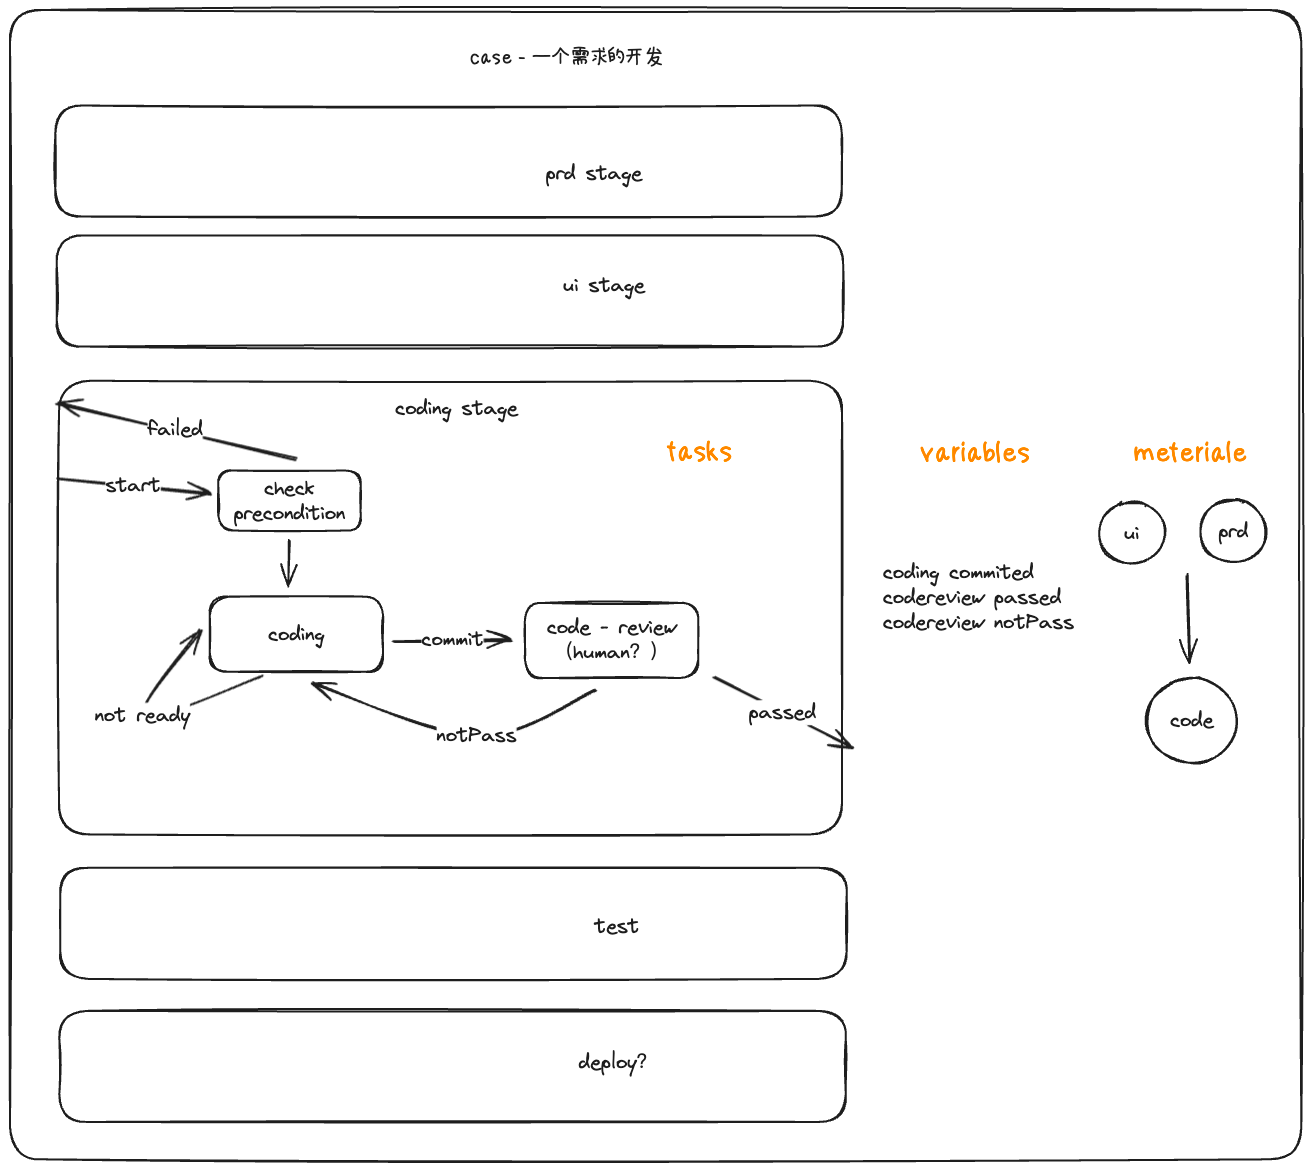 case - 一个需求的开发
prd stage
ui stage
coding stage
failed
tasks
variables
meteriale
start
check
precondition
ui
prd
coding commited
codereview passed
codereview notPass
coding
commit
code - review
(human? )
not ready
notPass
passed
code
test
deploy?